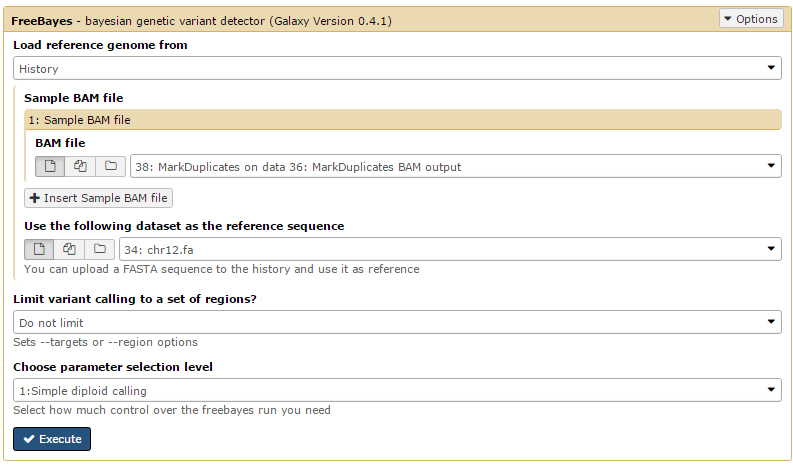 FreeBayes - bayesian genetic variant detector (Galaxy Version 0.4.1) Options
Load reference genome from
History
Sample BAM file
1: Sample BAM file
BAM file
38: MarkDuplicates on data 36: MarkDuplicates BAM output
Insert Sample BAM file
Use the following dataset as the reference sequence
34: chr12.fa
You can upload a FASTA sequence to the history and use it as reference
Limit variant calling to a set of regions?
Do not limit
Sets --targets or --region options
Choose parameter selection level
1:Simple diploid calling
Select how much control over the freebayes run you need
Execute